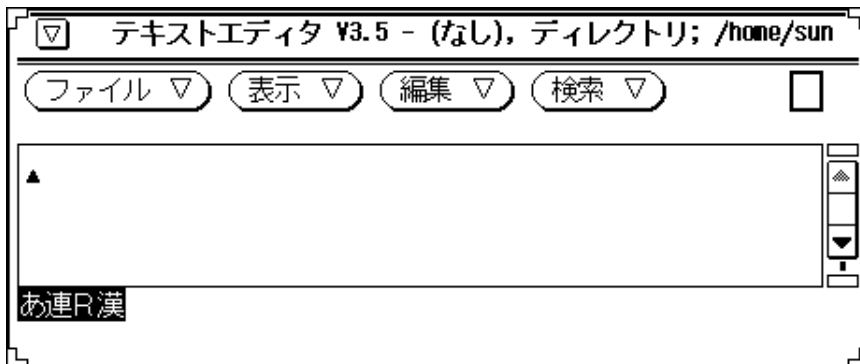 テキストエディタ V3.5 - (なし), ディレクトリ; /home/sun
ファイル 表示 編集 検索
あ連R漢